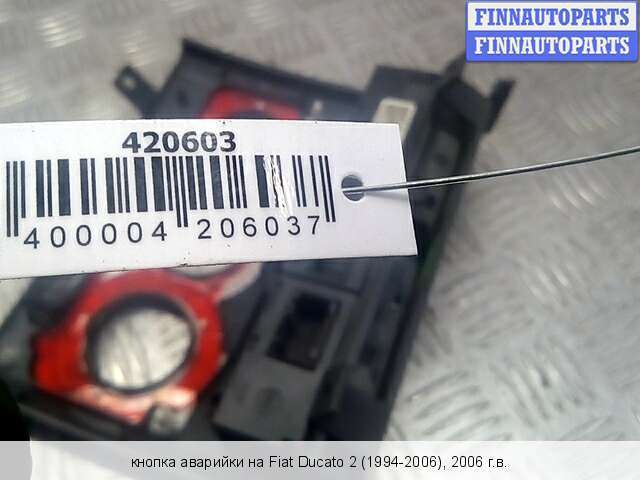 FINNAUTOPARTS
FINNAUTOPARTS
420603
400004 206037
кнопка аварийки на Fiat Ducato 2 (1994-2006), 2006 г.в.